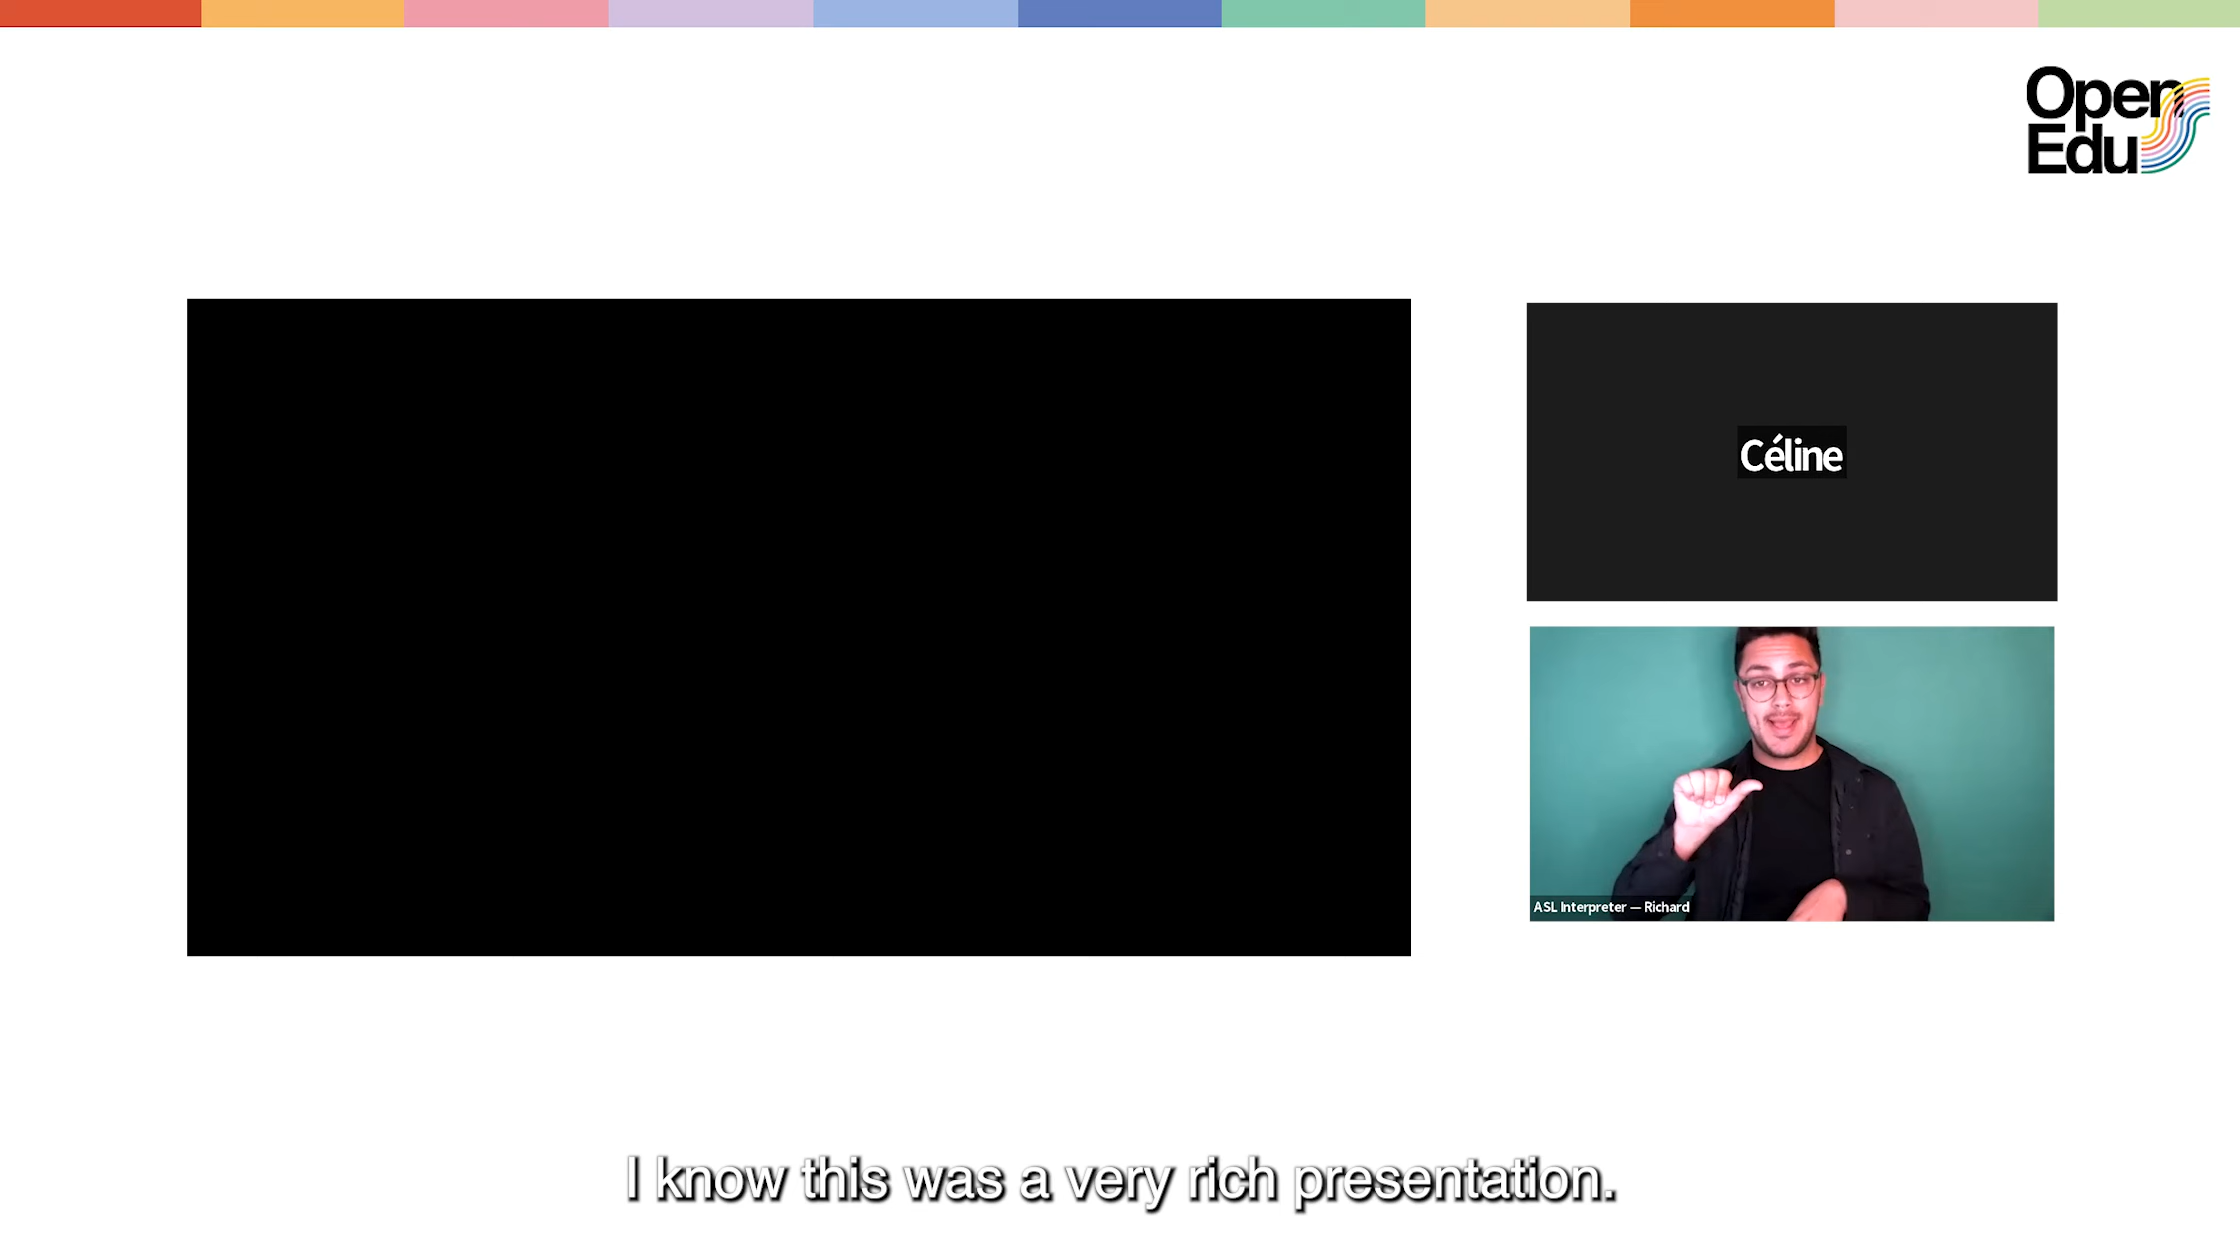 Open
Edu
Céline
ASL Interpreter — Richard
I know this was a very rich presentation.